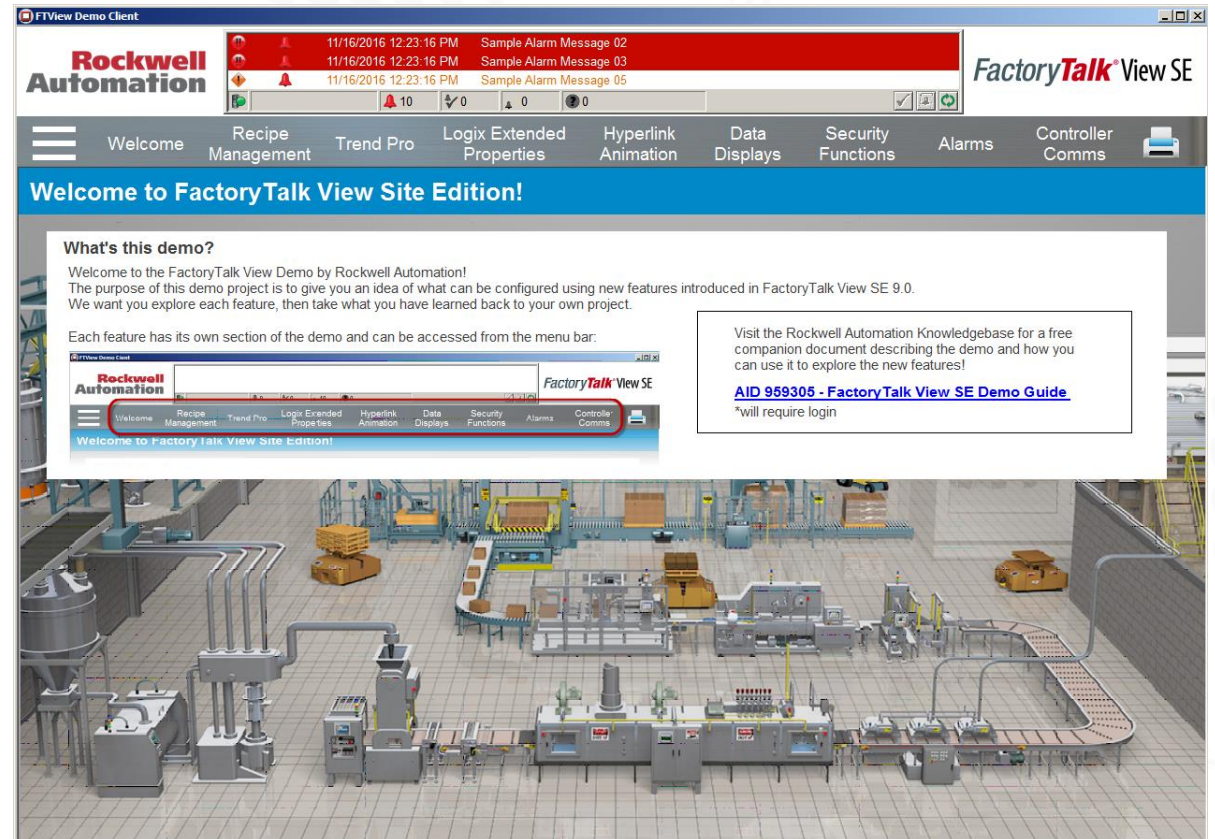 FTView Demo Client
Rockwell
Automation
11/16/2016 12:23:16 PM Sample Alarm Message 02
11/16/2016 12:23:16 PM Sample Alarm Message 03
11/16/2016 12:23:16 PM Sample Alarm Message 05
10 0 0 0
FactoryTalk® View SE
Welcome
Recipe Management
Trend Pro
Logix Extended Properties
Hyperlink Animation
Data Displays
Security Functions
Alarms
Controller Comms
Welcome to FactoryTalk View Site Edition!
What's this demo?
Welcome to the FactoryTalk View Demo by Rockwell Automation!
The purpose of this demo project is to give you an idea of what can be configured using new features introduced in FactoryTalk View SE 9.0.
We want you explore each feature, then take what you have learned back to your own project.
Each feature has its own section of the demo and can be accessed from the menu bar:
FTView Demo Client
Rockwell
Automation
FactoryTalk® View SE
Welcome
Recipe Management
Trend Pro
Logix Extended Properties
Hyperlink Animation
Data Displays
Security Functions
Alarms
Controller Comms
Welcome to FactoryTalk View Site Edition!
Visit the Rockwell Automation Knowledgebase for a free
companion document describing the demo and how you
can use it to explore the new features!
AID 959305 - FactoryTalk View SE Demo Guide
*will require login